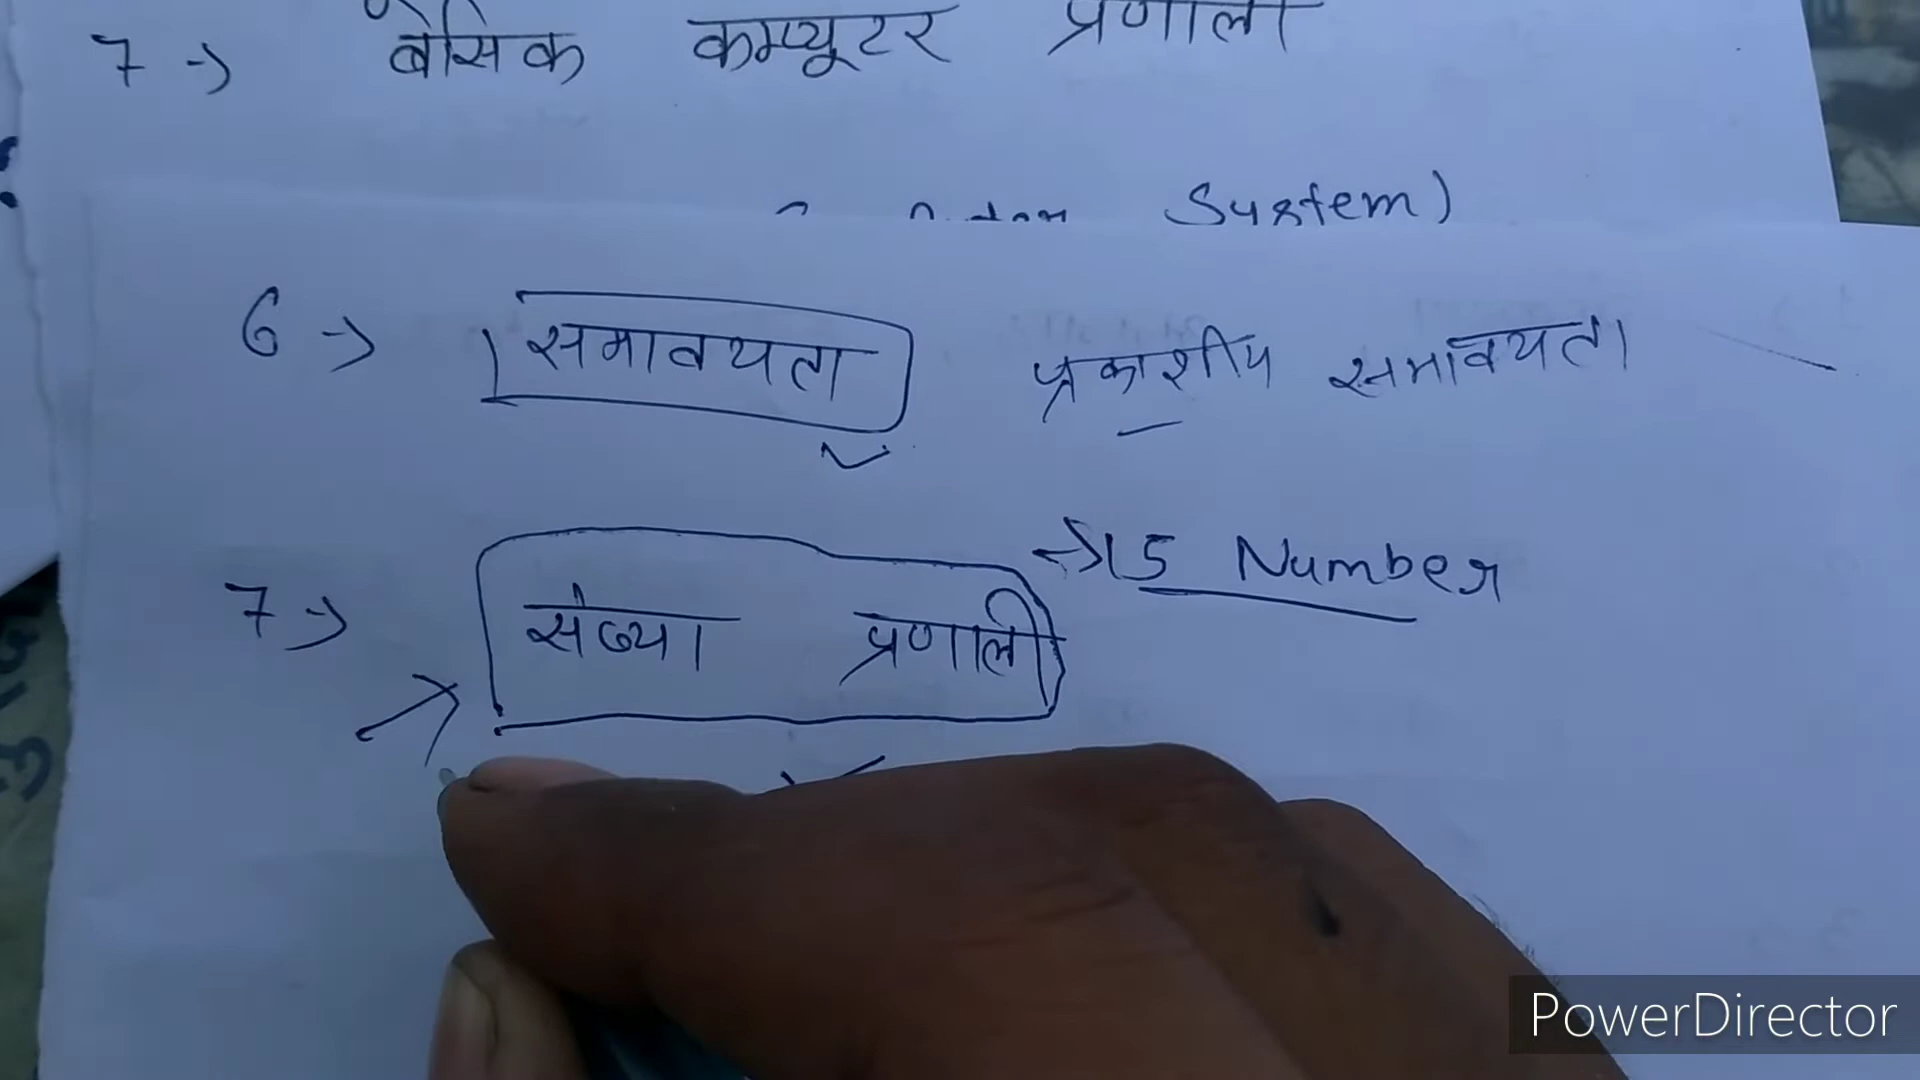 7 -> बेसिक कम्प्यूटर प्रणाली
System)
6 -> समावयता प्रकाशीय समावयता
-> 15 Number
7 -> संख्या प्रणाली
PowerDirector